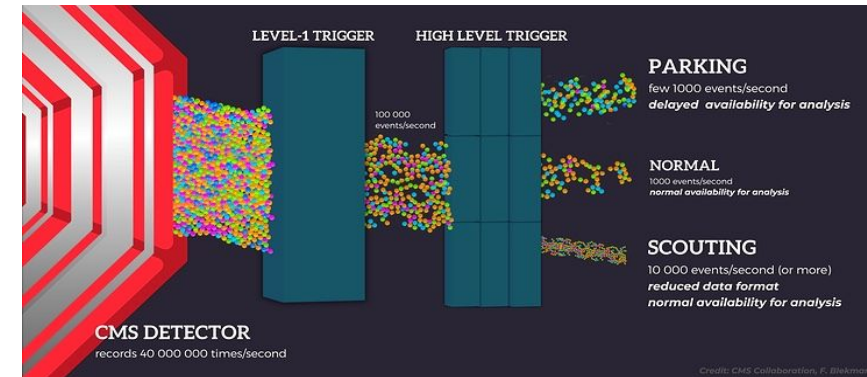 LEVEL-1 TRIGGER
HIGH LEVEL TRIGGER
100 000
events/second
PARKING
few 1000 events/second
delayed availability for analysis
NORMAL
1000 events/second
normal availability for analysis
SCOUTING
10 000 events/second (or more)
reduced data format
normal availability for analysis
CMS DETECTOR
records 40 000 000 times/second
Credit: CMS Collaboration, F. Blekman